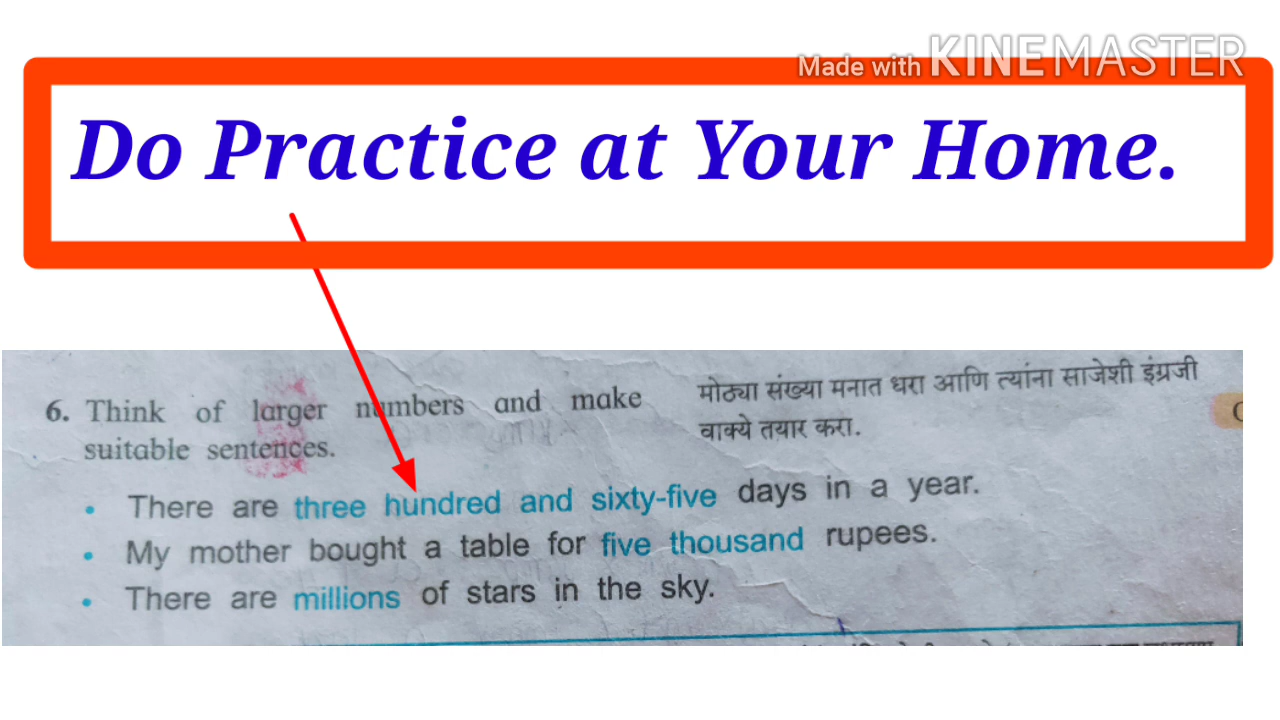 Made with KINEMASTER
Do Practice at Your Home.
6. Think of larger numbers and make
suitable sentences.
मोठ्या संख्या मनात धरा आणि त्यांना साजेशी इंग्रजी
वाक्ये तयार करा.
• There are three hundred and sixty-five days in a year.
• My mother bought a table for five thousand rupees.
• There are millions of stars in the sky.